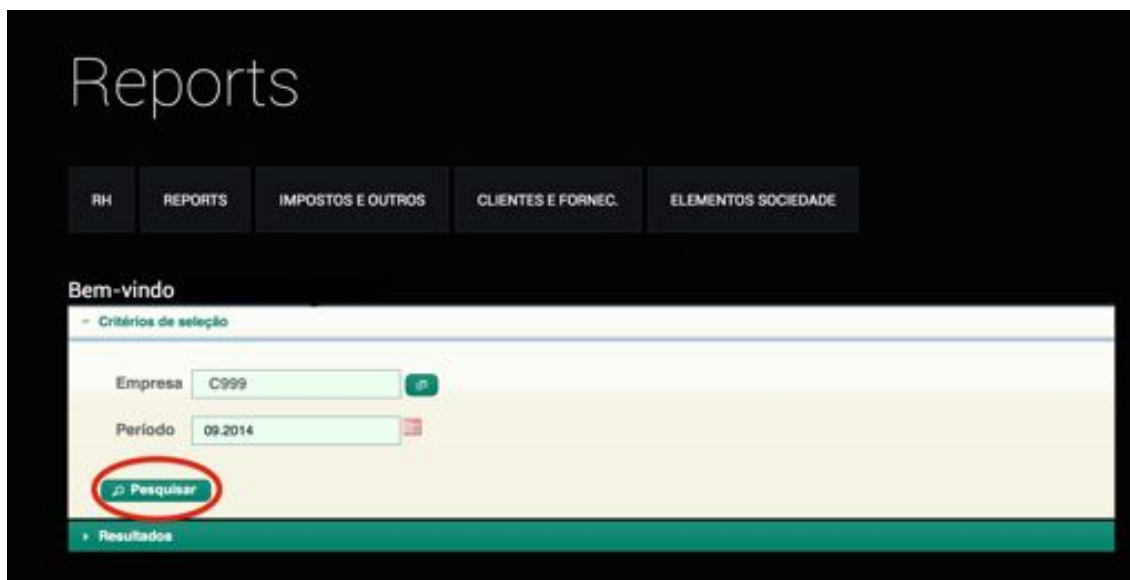 Reports
RH REPORTS IMPOSTOS E OUTROS CLIENTES E FORNEC. ELEMENTOS SOCIEDADE
Bem-vindo
Critérios de seleção
Empresa C999
Período 09.2014
Pesquisar
Resultados